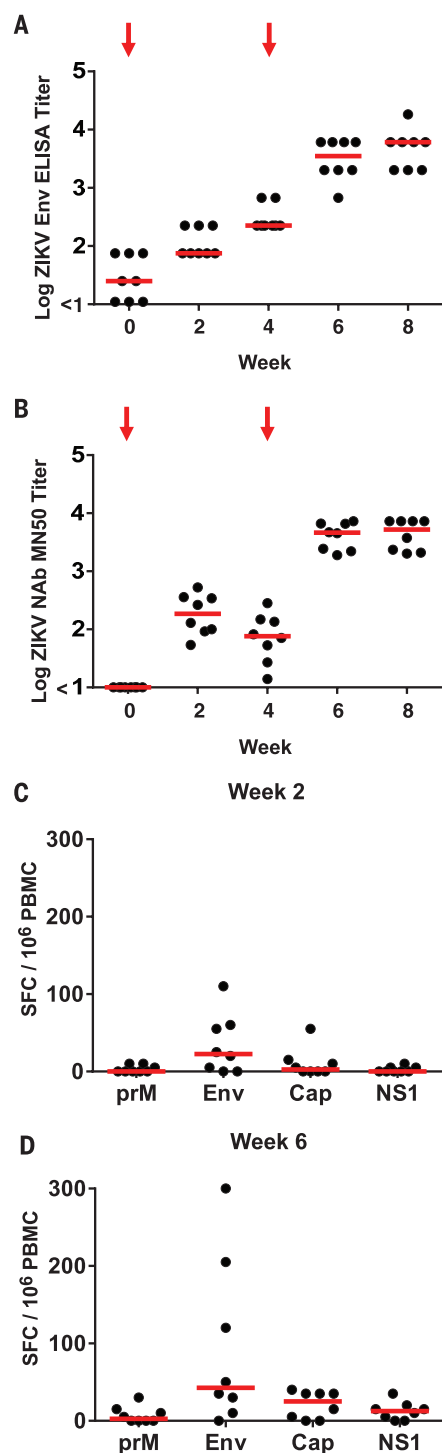 A
Log ZIKV Env ELISA Titer
5
4
3
2
<1
0 2 4 6 8
Week
B
Log ZIKV NAb MN50 Titer
5
4
3
2
<1
0 2 4 6 8
Week
C
Week 2
SFC / 10⁶ PBMC
300
200
100
0
prM Env Cap NS1
D
Week 6
SFC / 10⁶ PBMC
300
200
100
0
prM Env Cap NS1